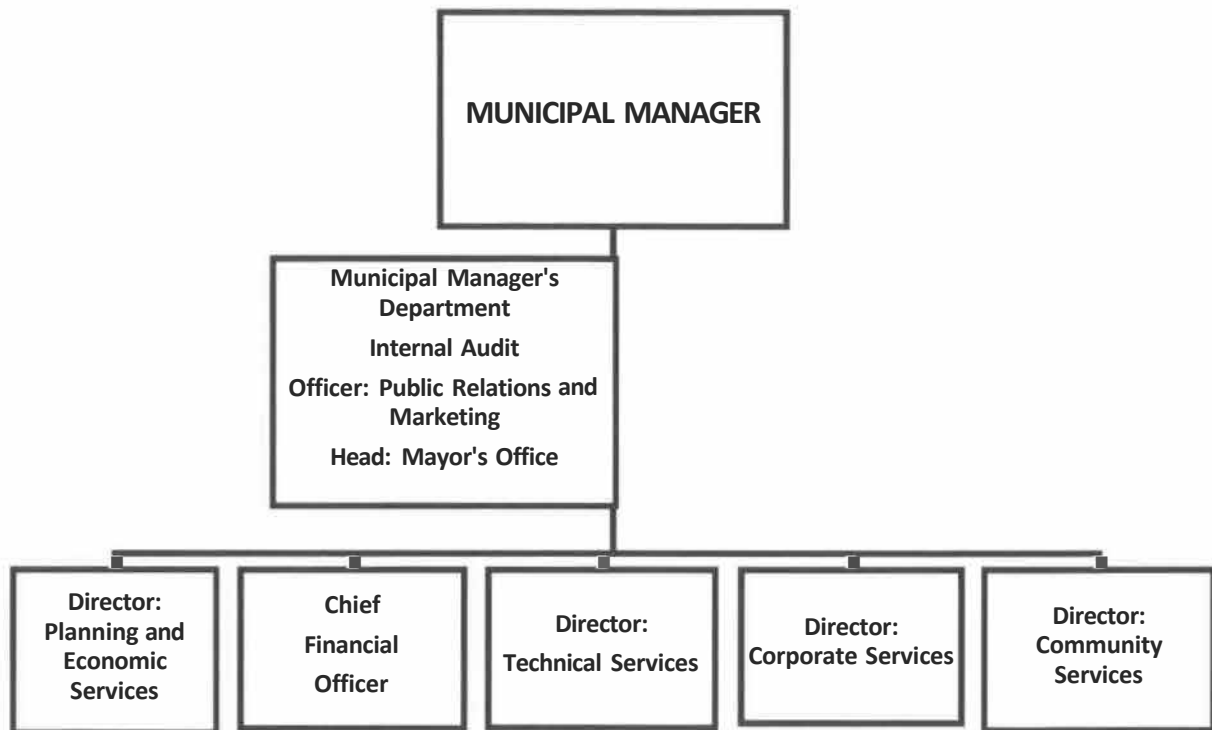 MUNICIPAL MANAGER
Municipal Manager's
Department
Internal Audit
Officer: Public Relations and
Marketing
Head: Mayor's Office
Director:
Planning and
Economic
Services
Chief
Financial
Officer
Director:
Technical Services
Director:
Corporate Services
Director:
Community
Services